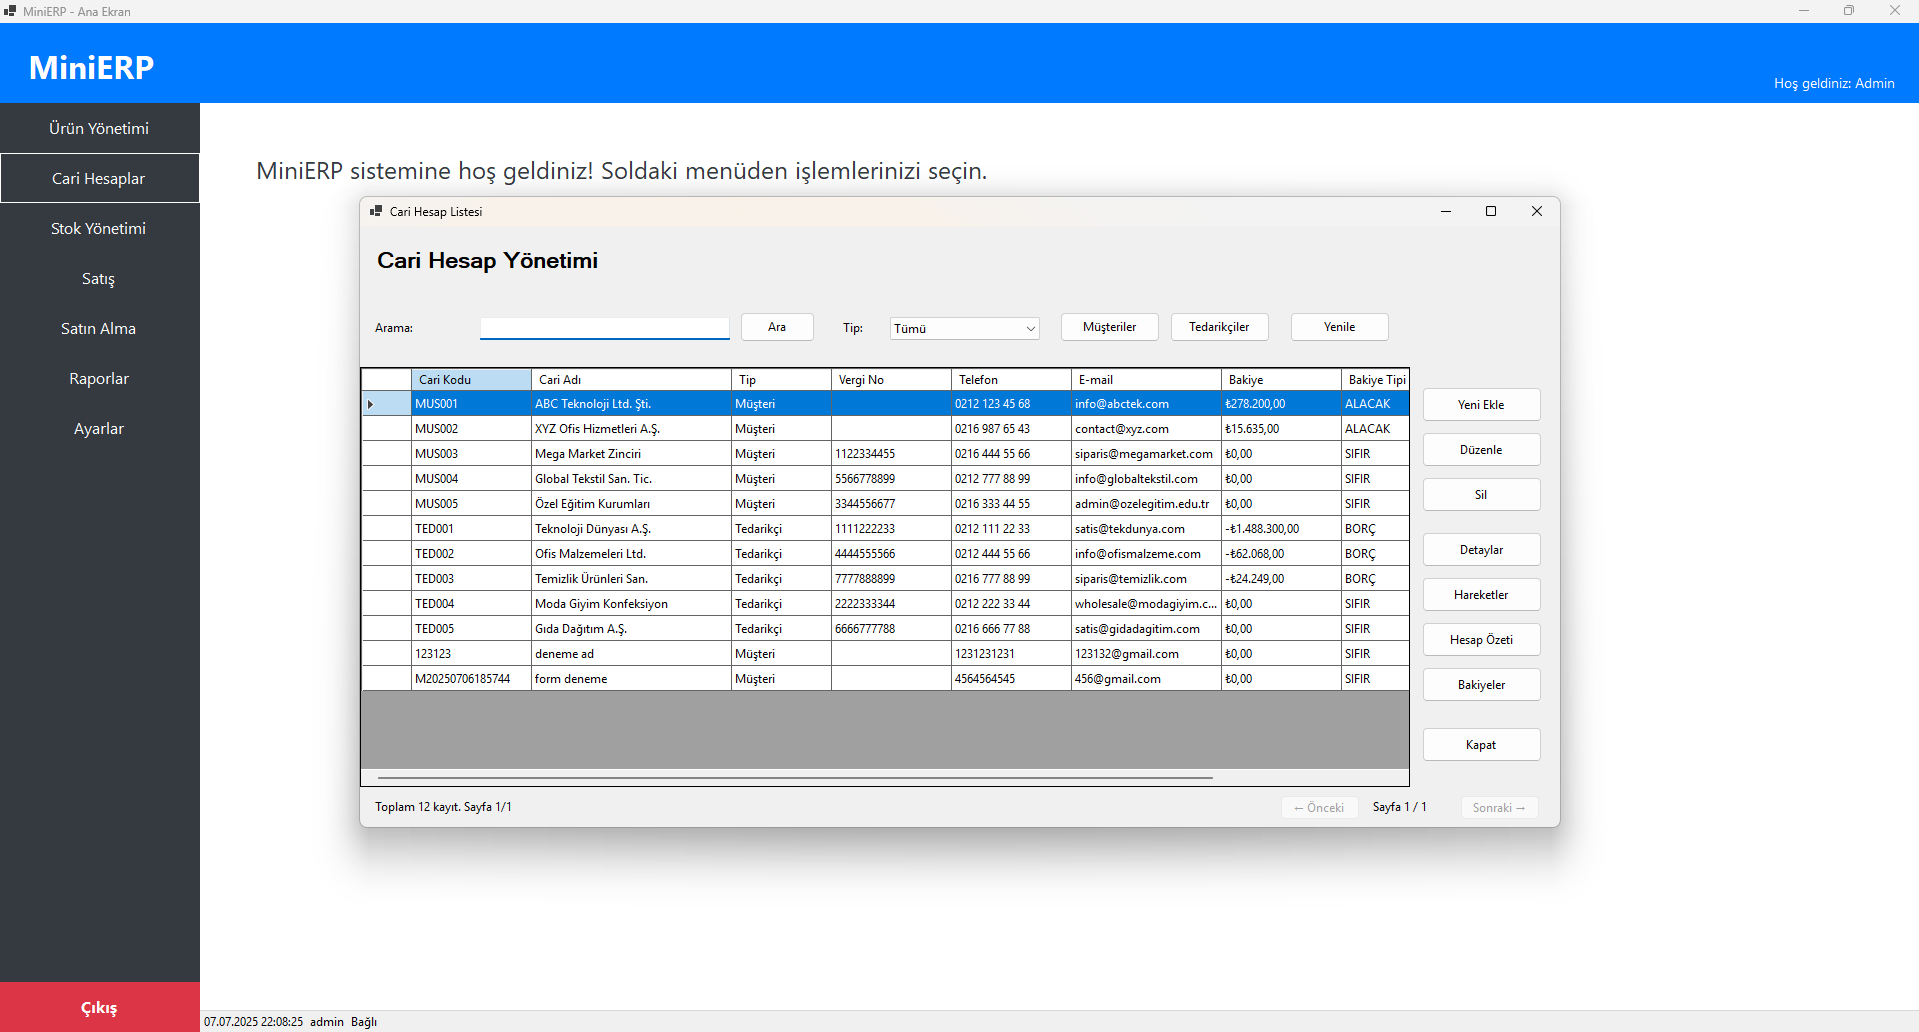 MiniERP - Ana Ekran
MiniERP
Hoş geldiniz: Admin
Ürün Yönetimi
Cari Hesaplar
Stok Yönetimi
Satış
Satın Alma
Raporlar
Ayarlar
Çıkış
MiniERP sistemine hoş geldiniz! Soldaki menüden işlemlerinizi seçin.
Cari Hesap Listesi
Cari Hesap Yönetimi
Arama: Ara Tip: Tümü Müşteriler Tedarikçiler Yenile
Cari Kodu Cari Adı Tip Vergi No Telefon E-mail Bakiye Bakiye Tipi
MUS001 ABC Teknoloji Ltd. Şti. Müşteri 0212 123 45 68 info@abctek.com ₺278.200,00 ALACAK
MUS002 XYZ Ofis Hizmetleri A.Ş. Müşteri 0216 987 65 43 contact@xyz.com ₺15.635,00 ALACAK
MUS003 Mega Market Zinciri Müşteri 1122334455 0216 444 55 66 siparis@megamarket.com ₺0,00 SIFIR
MUS004 Global Tekstil San. Tic. Müşteri 5566778899 0212 777 88 99 info@globaltekstil.com ₺0,00 SIFIR
MUS005 Özel Eğitim Kurumları Müşteri 3344556677 0216 333 44 55 admin@ozelegitim.edu.tr ₺0,00 SIFIR
TED001 Teknoloji Dünyası A.Ş. Tedarikçi 1111222233 0212 111 22 33 satis@tekdunya.com -₺1.488.300,00 BORÇ
TED002 Ofis Malzemeleri Ltd. Tedarikçi 4444555566 0212 444 55 66 info@ofismalzeme.com -₺62.068,00 BORÇ
TED003 Temizlik Ürünleri San. Tedarikçi 7777888899 0216 777 88 99 siparis@temizlik.com -₺24.249,00 BORÇ
TED004 Moda Giyim Konfeksiyon Tedarikçi 2222333344 0212 222 33 44 wholesale@modagiyim.c... ₺0,00 SIFIR
TED005 Gıda Dağıtım A.Ş. Tedarikçi 6666777788 0216 666 77 88 satis@gidadagitim.com ₺0,00 SIFIR
123123 deneme ad Müşteri 1231231231 123132@gmail.com ₺0,00 SIFIR
M20250706185744 form deneme Müşteri 4564564545 456@gmail.com ₺0,00 SIFIR
Yeni Ekle
Düzenle
Sil
Detaylar
Hareketler
Hesap Özeti
Bakiyeler
Kapat
Toplam 12 kayıt. Sayfa 1/1
← Önceki Sayfa 1 / 1 Sonraki →
07.07.2025 22:08:25 admin Bağlı